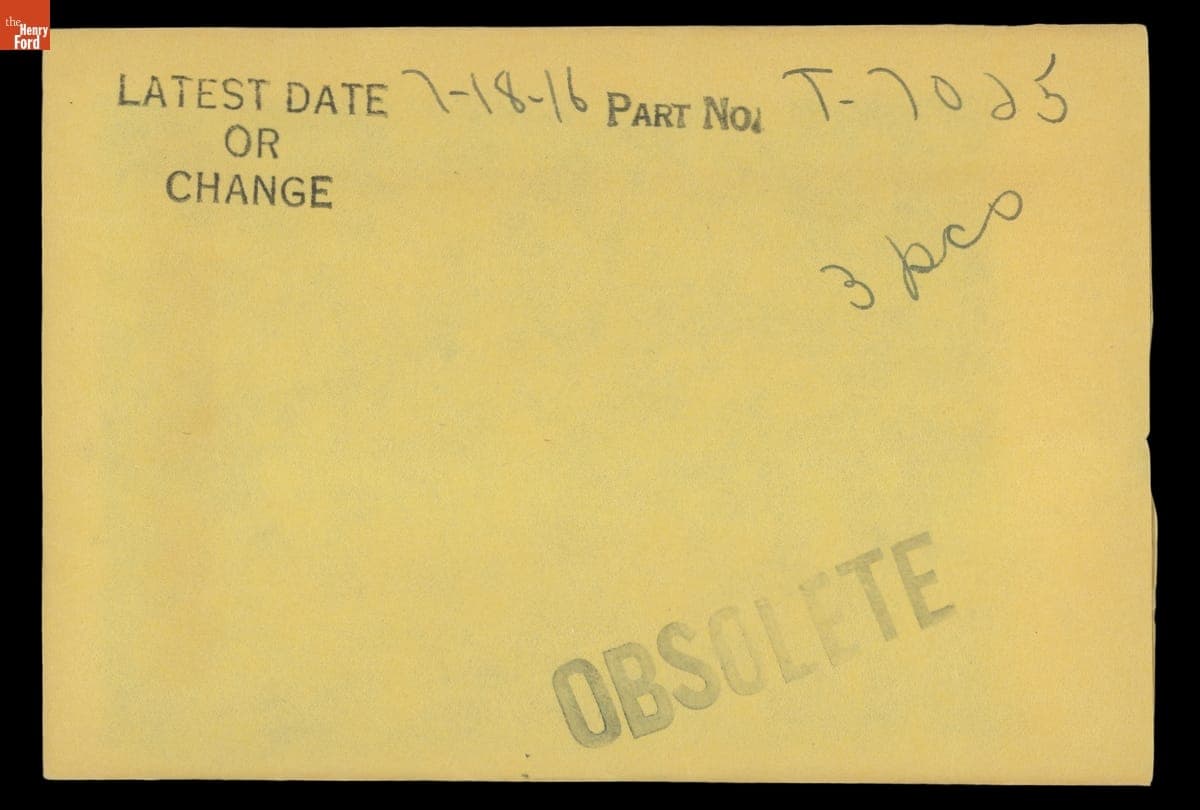 the
Henry
Ford
LATEST DATE 7-18-16 PART NO. T-7025
OR
CHANGE
3 pcs
OBSOLETE